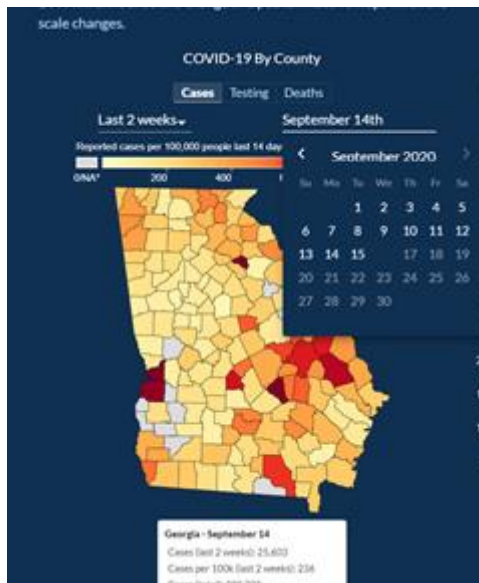 scale changes.
COVID-19 By County
Cases Testing Deaths
Last 2 weeks
September 14th
Reported cases per 100,000 people last 14 day
0/NA* 200 400
September 2020
Su Mo Tu We Th Fr Sa
1 2 3 4 5
6 7 8 9 10 11 12
13 14 15 17 18 19
20 21 22 23 24 25 26
27 28 29 30
Georgia - September 14
Cases (last 2 weeks): 25,603
Cases per 100k (last 2 weeks): 236